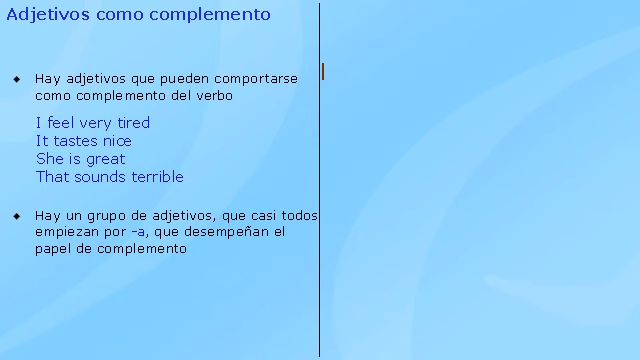 Adjetivos como complemento
Hay adjetivos que pueden comportarse
como complemento del verbo
I feel very tired
It tastes nice
She is great
That sounds terrible
Hay un grupo de adjetivos, que casi todos
empiezan por -a, que desempeñan el
papel de complemento